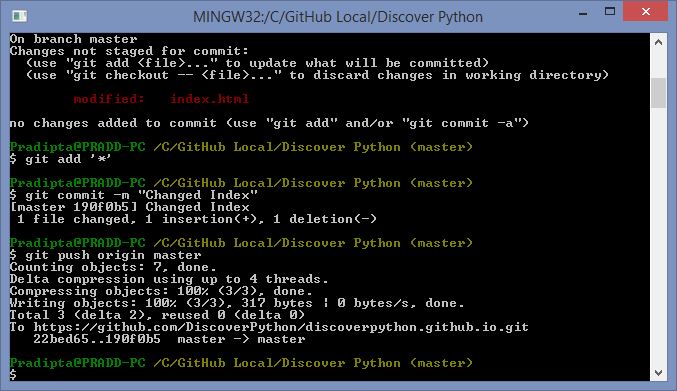 MINGW32:/C/GitHub Local/Discover Python
On branch master
Changes not staged for commit:
  (use "git add <file>..." to update what will be committed)
  (use "git checkout -- <file>..." to discard changes in working directory)
        modified:   index.html
no changes added to commit (use "git add" and/or "git commit -a")
Pradipta@PRADD-PC /C/GitHub Local/Discover Python (master)
$ git add '*'
Pradipta@PRADD-PC /C/GitHub Local/Discover Python (master)
$ git commit -m "Changed Index"
[master 190f0b5] Changed Index
 1 file changed, 1 insertion(+), 1 deletion(-)
Pradipta@PRADD-PC /C/GitHub Local/Discover Python (master)
$ git push origin master
Counting objects: 7, done.
Delta compression using up to 4 threads.
Compressing objects: 100% (3/3), done.
Writing objects: 100% (3/3), 317 bytes | 0 bytes/s, done.
Total 3 (delta 2), reused 0 (delta 0)
To https://github.com/DiscoverPython/discoverpython.github.io.git
   22bed65..190f0b5  master -> master
Pradipta@PRADD-PC /C/GitHub Local/Discover Python (master)
$